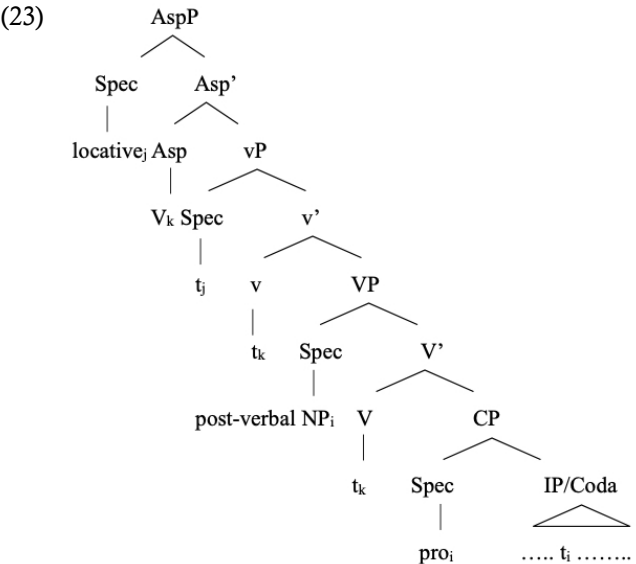 (23) AspP
Spec Asp’
locativeⱼ Asp vP
Vₖ Spec v’
tⱼ v VP
tₖ Spec V’
post-verbal NPᵢ V CP
tₖ Spec IP/Coda
proᵢ ..... tᵢ ........